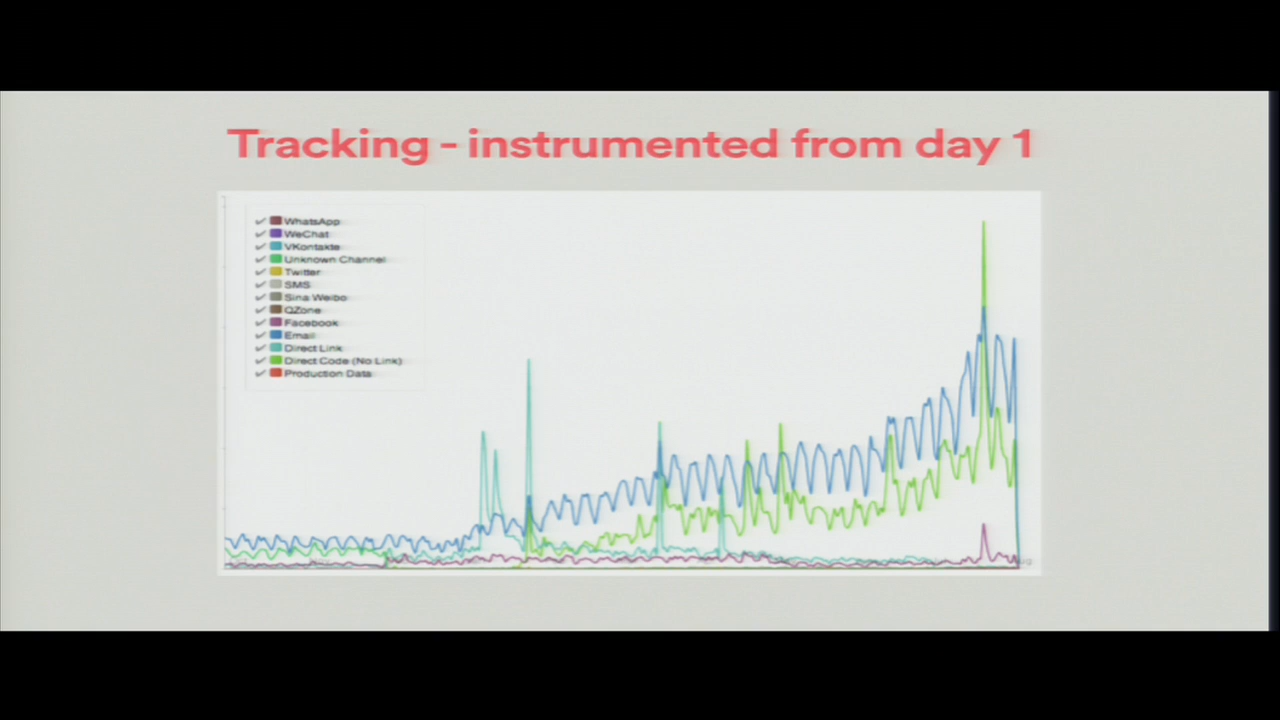 Tracking - instrumented from day 1
WhatsApp
WeChat
VKontakte
Unknown Channel
Twitter
SMS
Sina Weibo
QZone
Facebook
Email
Direct Link
Direct Code (No Link)
Production Data